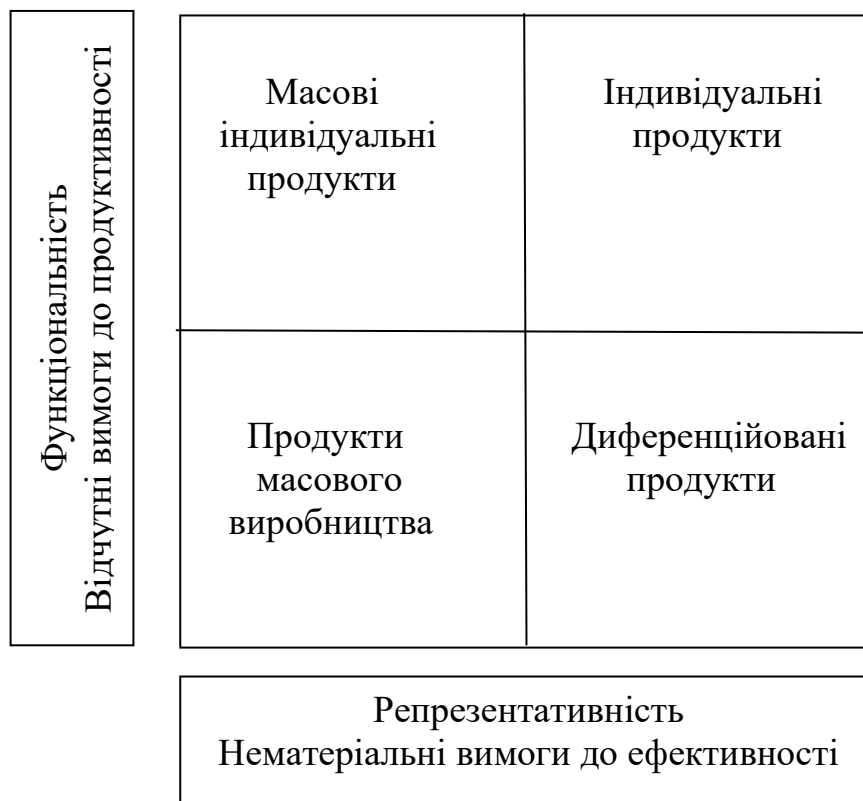 Функціональність
Відчутні вимоги до продуктивності
Масові
індивідуальні
продукти
Індивідуальні
продукти
Продукти
масового
виробництва
Диференційовані
продукти
Репрезентативність
Нематеріальні вимоги до ефективності